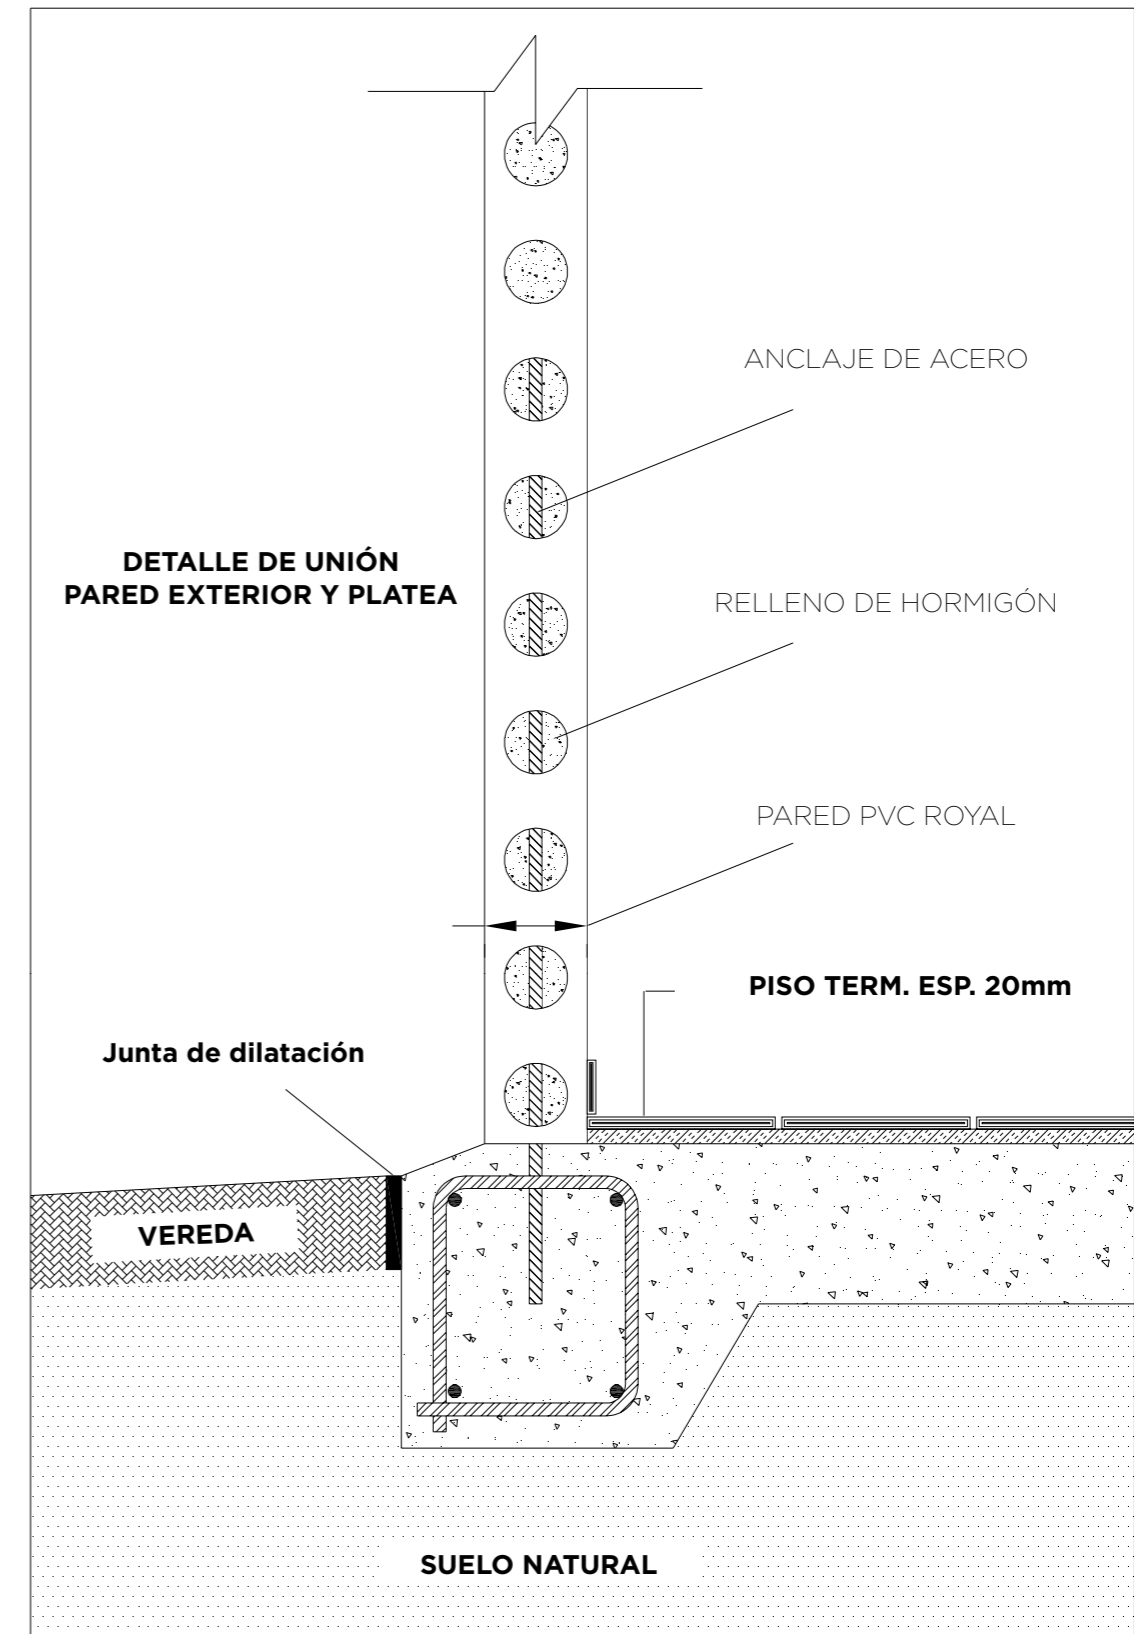 ANCLAJE DE ACERO
DETALLE DE UNIÓN
PARED EXTERIOR Y PLATEA
RELLENO DE HORMIGÓN
PARED PVC ROYAL
PISO TERM. ESP. 20mm
Junta de dilatación
VEREDA
SUELO NATURAL